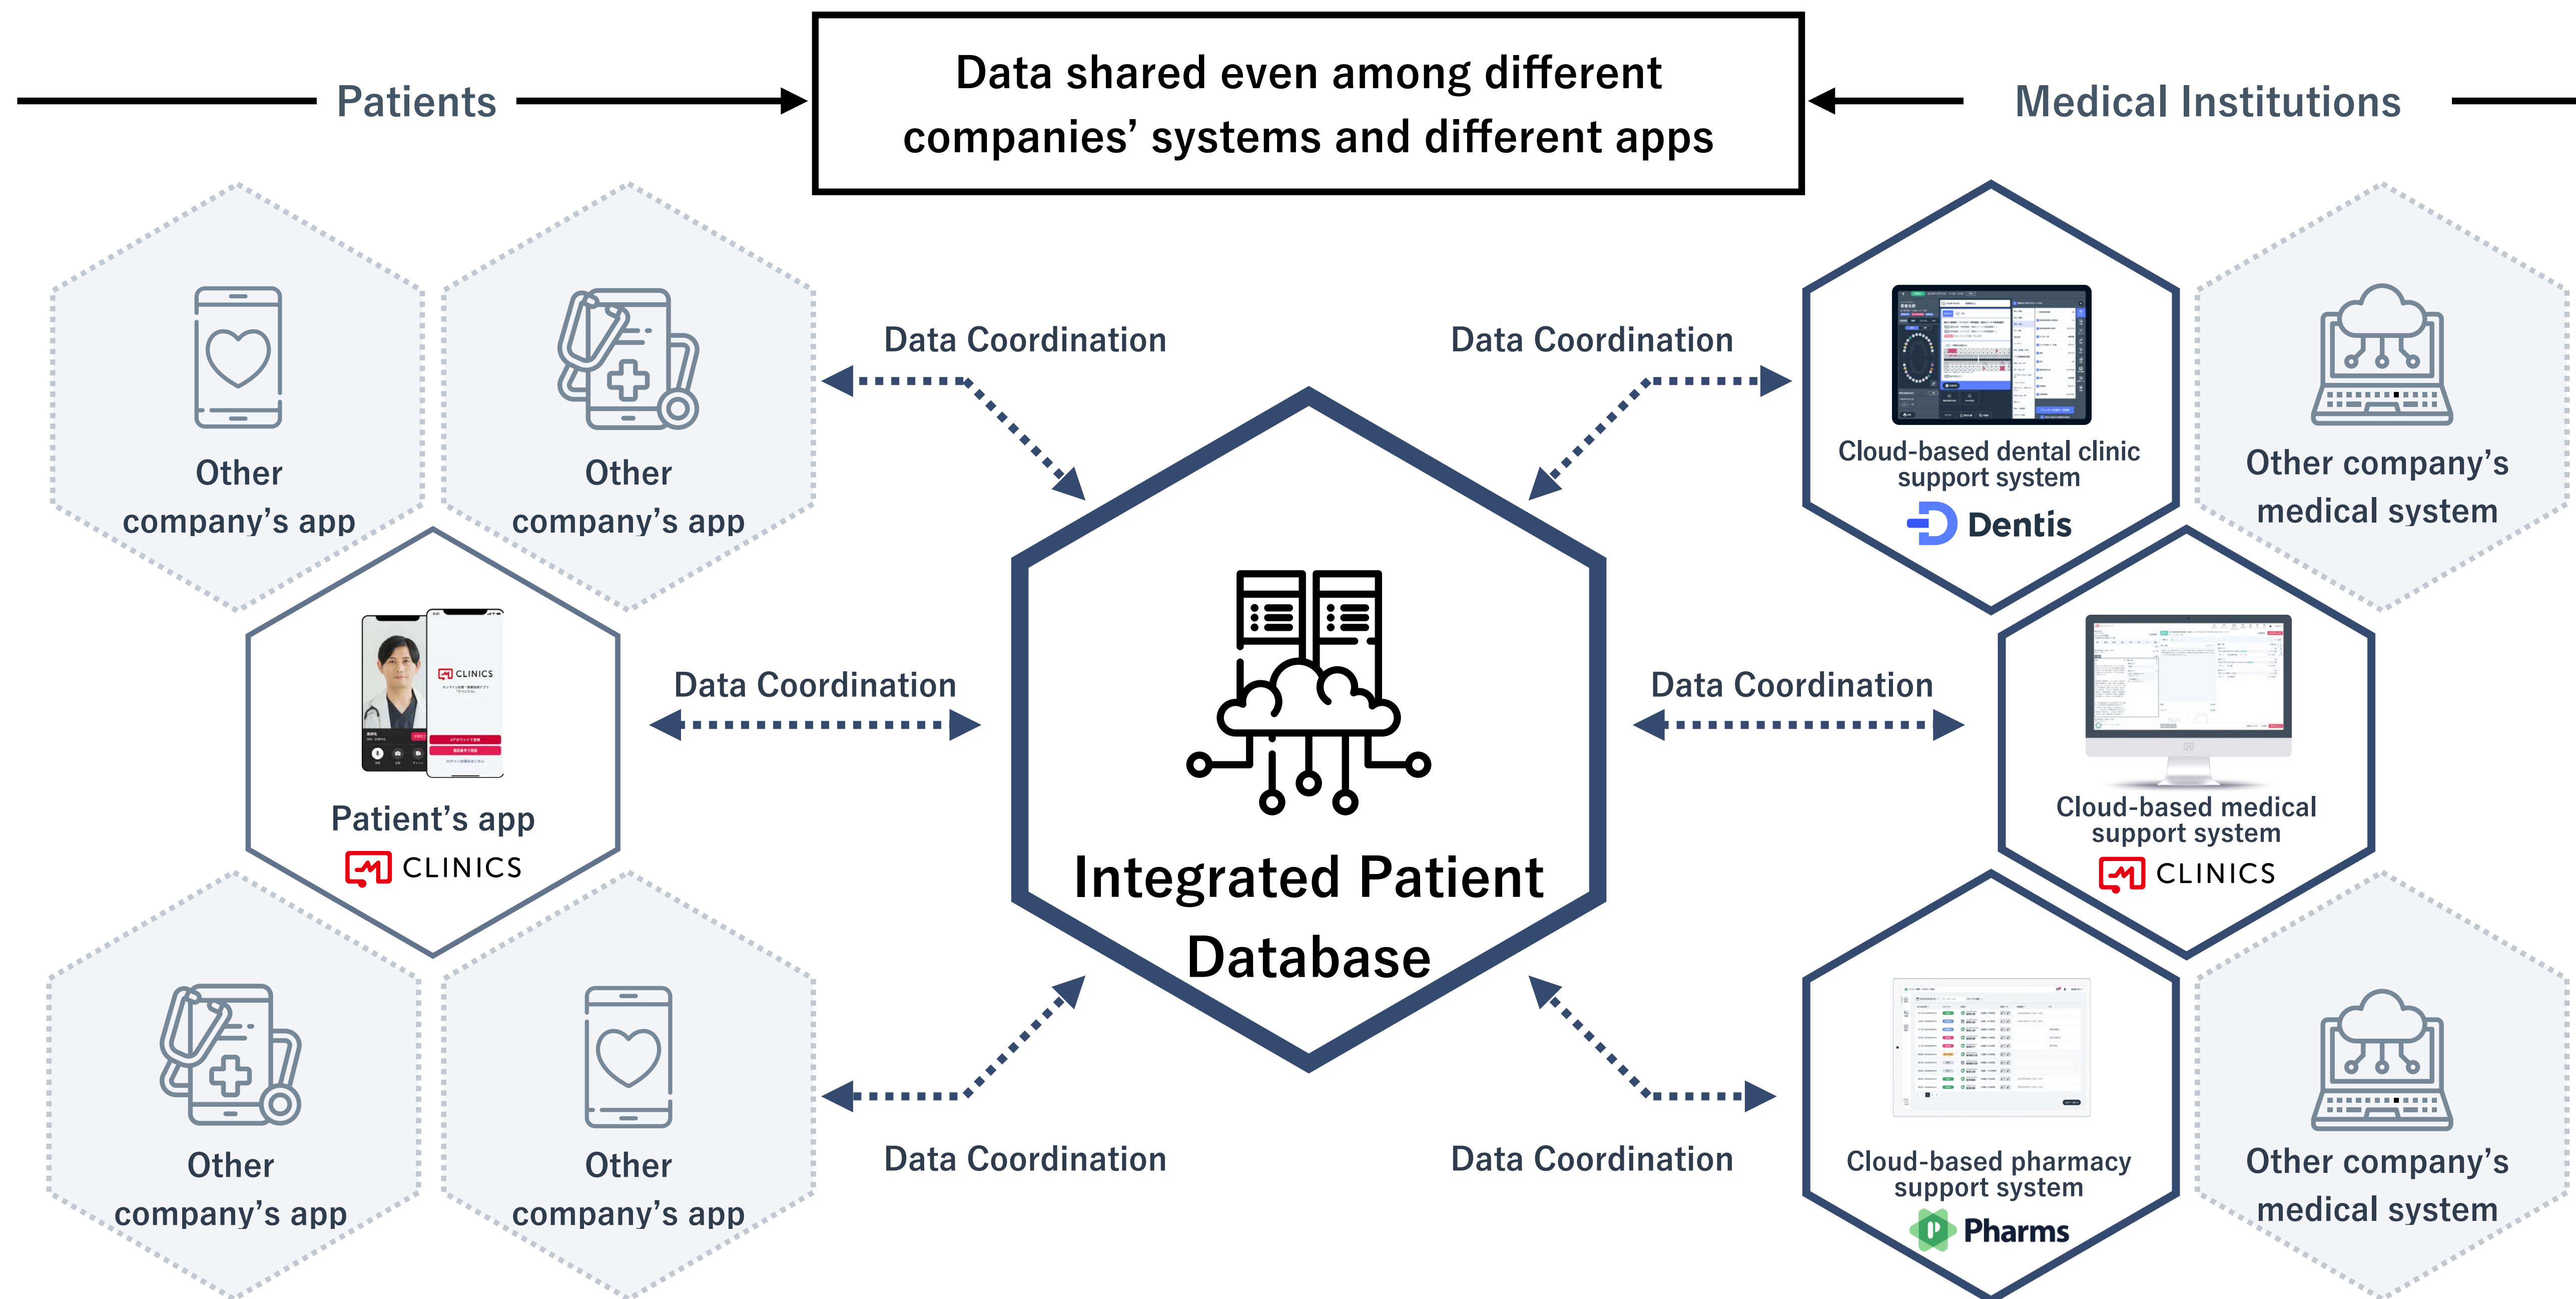 Patients
Data shared even among different
companies’ systems and different apps
Medical Institutions
Other
company’s app
Other
company’s app
Data Coordination
Data Coordination
Cloud-based dental clinic
support system
Dentis
Other company’s
medical system
CLINICS
Patient’s app
CLINICS
Data Coordination
Integrated Patient
Database
Data Coordination
Cloud-based medical
support system
CLINICS
Other
company’s app
Other
company’s app
Data Coordination
Data Coordination
Cloud-based pharmacy
support system
Pharms
Other company’s
medical system